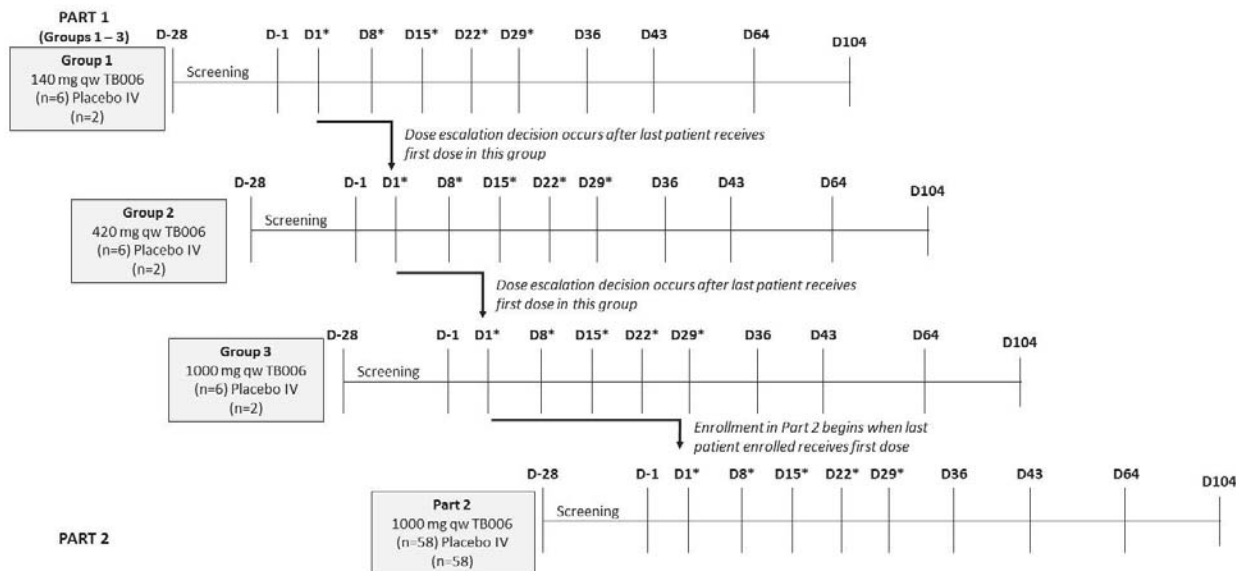 PART 1
(Groups 1 – 3)
D-28 D-1 D1* D8* D15* D22* D29* D36 D43 D64 D104
Group 1
140 mg qw TB006
(n=6) Placebo IV
(n=2)
Screening
Dose escalation decision occurs after last patient receives
first dose in this group
D-28 D-1 D1* D8* D15* D22* D29* D36 D43 D64 D104
Group 2
420 mg qw TB006
(n=6) Placebo IV
(n=2)
Screening
Dose escalation decision occurs after last patient receives
first dose in this group
D-28 D-1 D1* D8* D15* D22* D29* D36 D43 D64 D104
Group 3
1000 mg qw TB006
(n=6) Placebo IV
(n=2)
Screening
Enrollment in Part 2 begins when last
patient enrolled receives first dose
D-28 D-1 D1* D8* D15* D22* D29* D36 D43 D64 D104
Part 2
1000 mg qw TB006
(n=58) Placebo IV
(n=58)
Screening
PART 2